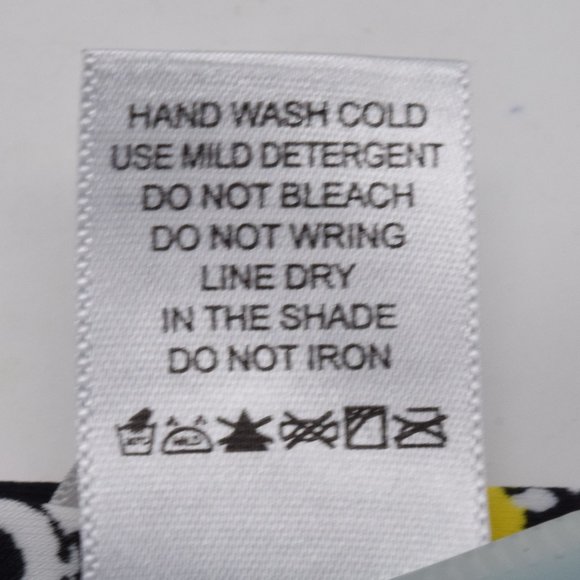 HAND WASH COLD
USE MILD DETERGENT
DO NOT BLEACH
DO NOT WRING
LINE DRY
IN THE SHADE
DO NOT IRON
MILD